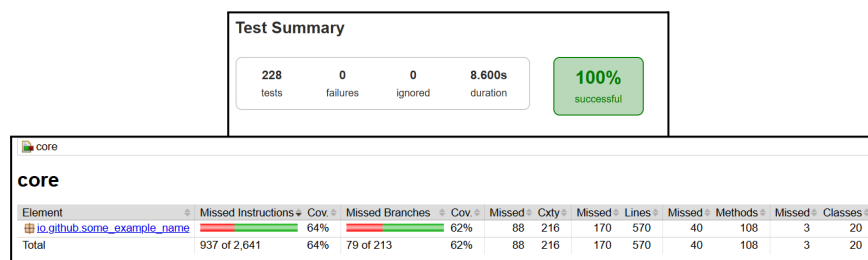 Test Summary
228 0 0 8.600s 100%
tests failures ignored duration successful
core
core
Element Missed Instructions Cov. Missed Branches Cov. Missed Cxty Missed Lines Missed Methods Missed Classes
io.github.some_example_name 64% 62% 88 216 170 570 40 108 3 20
Total 937 of 2,641 64% 79 of 213 62% 88 216 170 570 40 108 3 20